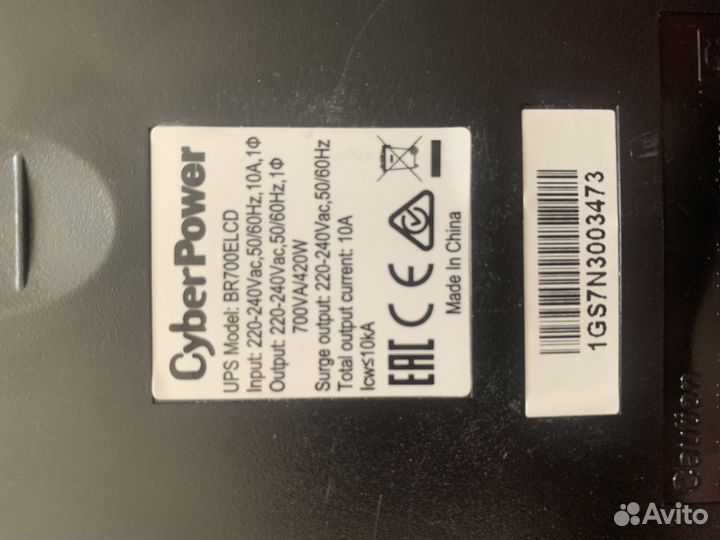 CyberPower
UPS Model: BR700ELCD
Input: 220-240Vac,50/60Hz,10A,1Φ
Output: 220-240Vac,50/60Hz,1Φ
700VA/420W
Surge output: 220-240Vac,50/60Hz
Total output current: 10A
Icw≤10kA
EAC CE
Made In China
1GS7N3003473
Caution
Avito